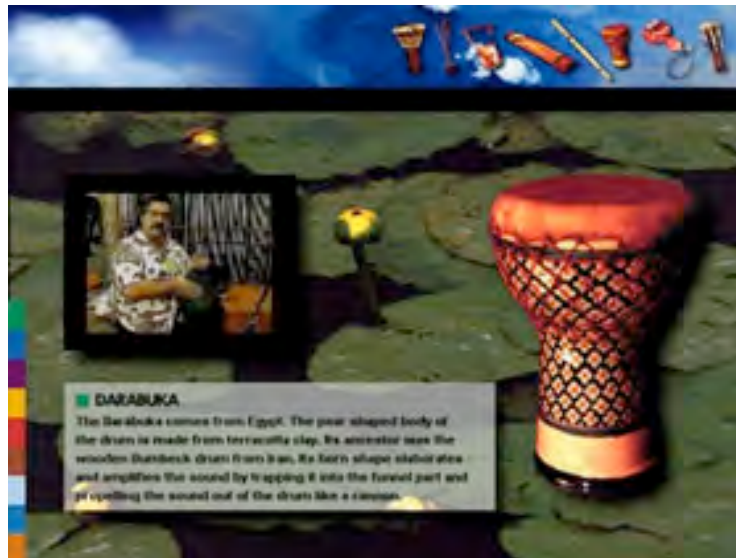 DARABUKA
The Darabuka comes from Egypt. The pear shaped body of
the drum is made from terracotta clay. Its ancestor was the
wooden Dumbeck drum from Iran. Its horn shape elaborates
and amplifies the sound by trapping it into the funnel part and
propelling the sound out of the drum like a cannon.